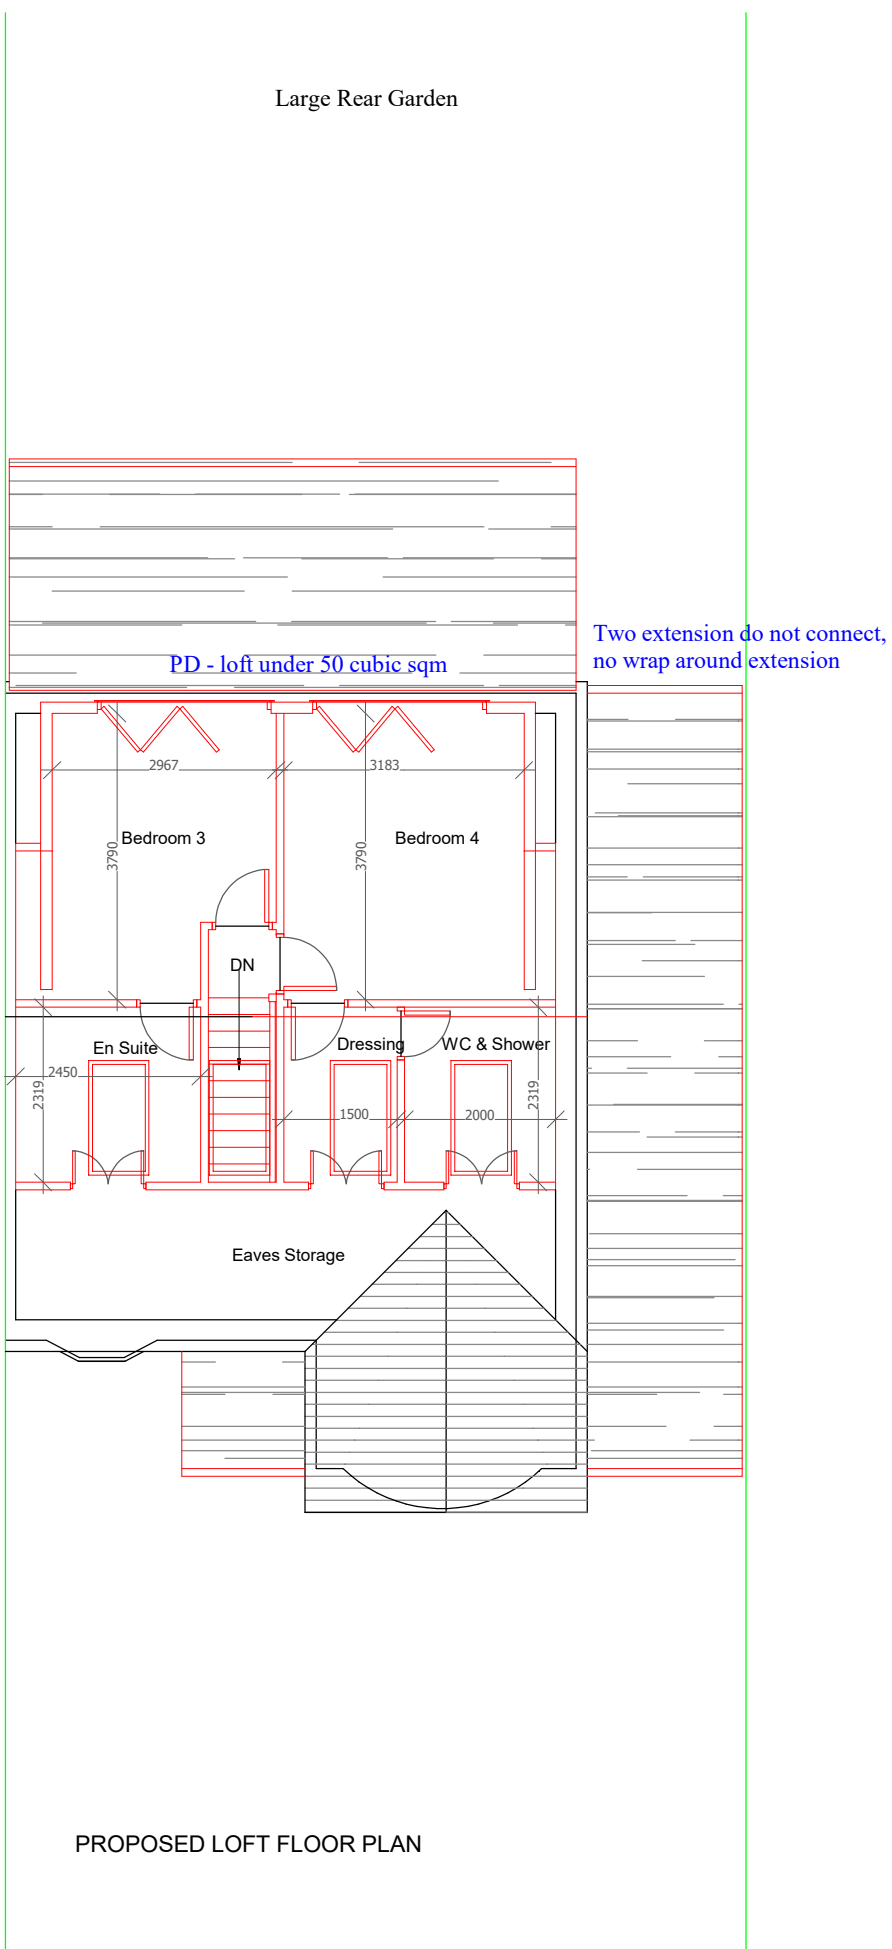 Large Rear Garden
Two extension do not connect,
no wrap around extension
PD - loft under 50 cubic sqm
2967
3183
Bedroom 3
Bedroom 4
3790
3790
DN
En Suite
Dressing
WC & Shower
2450
2319
1500
2000
2319
Eaves Storage
PROPOSED LOFT FLOOR PLAN